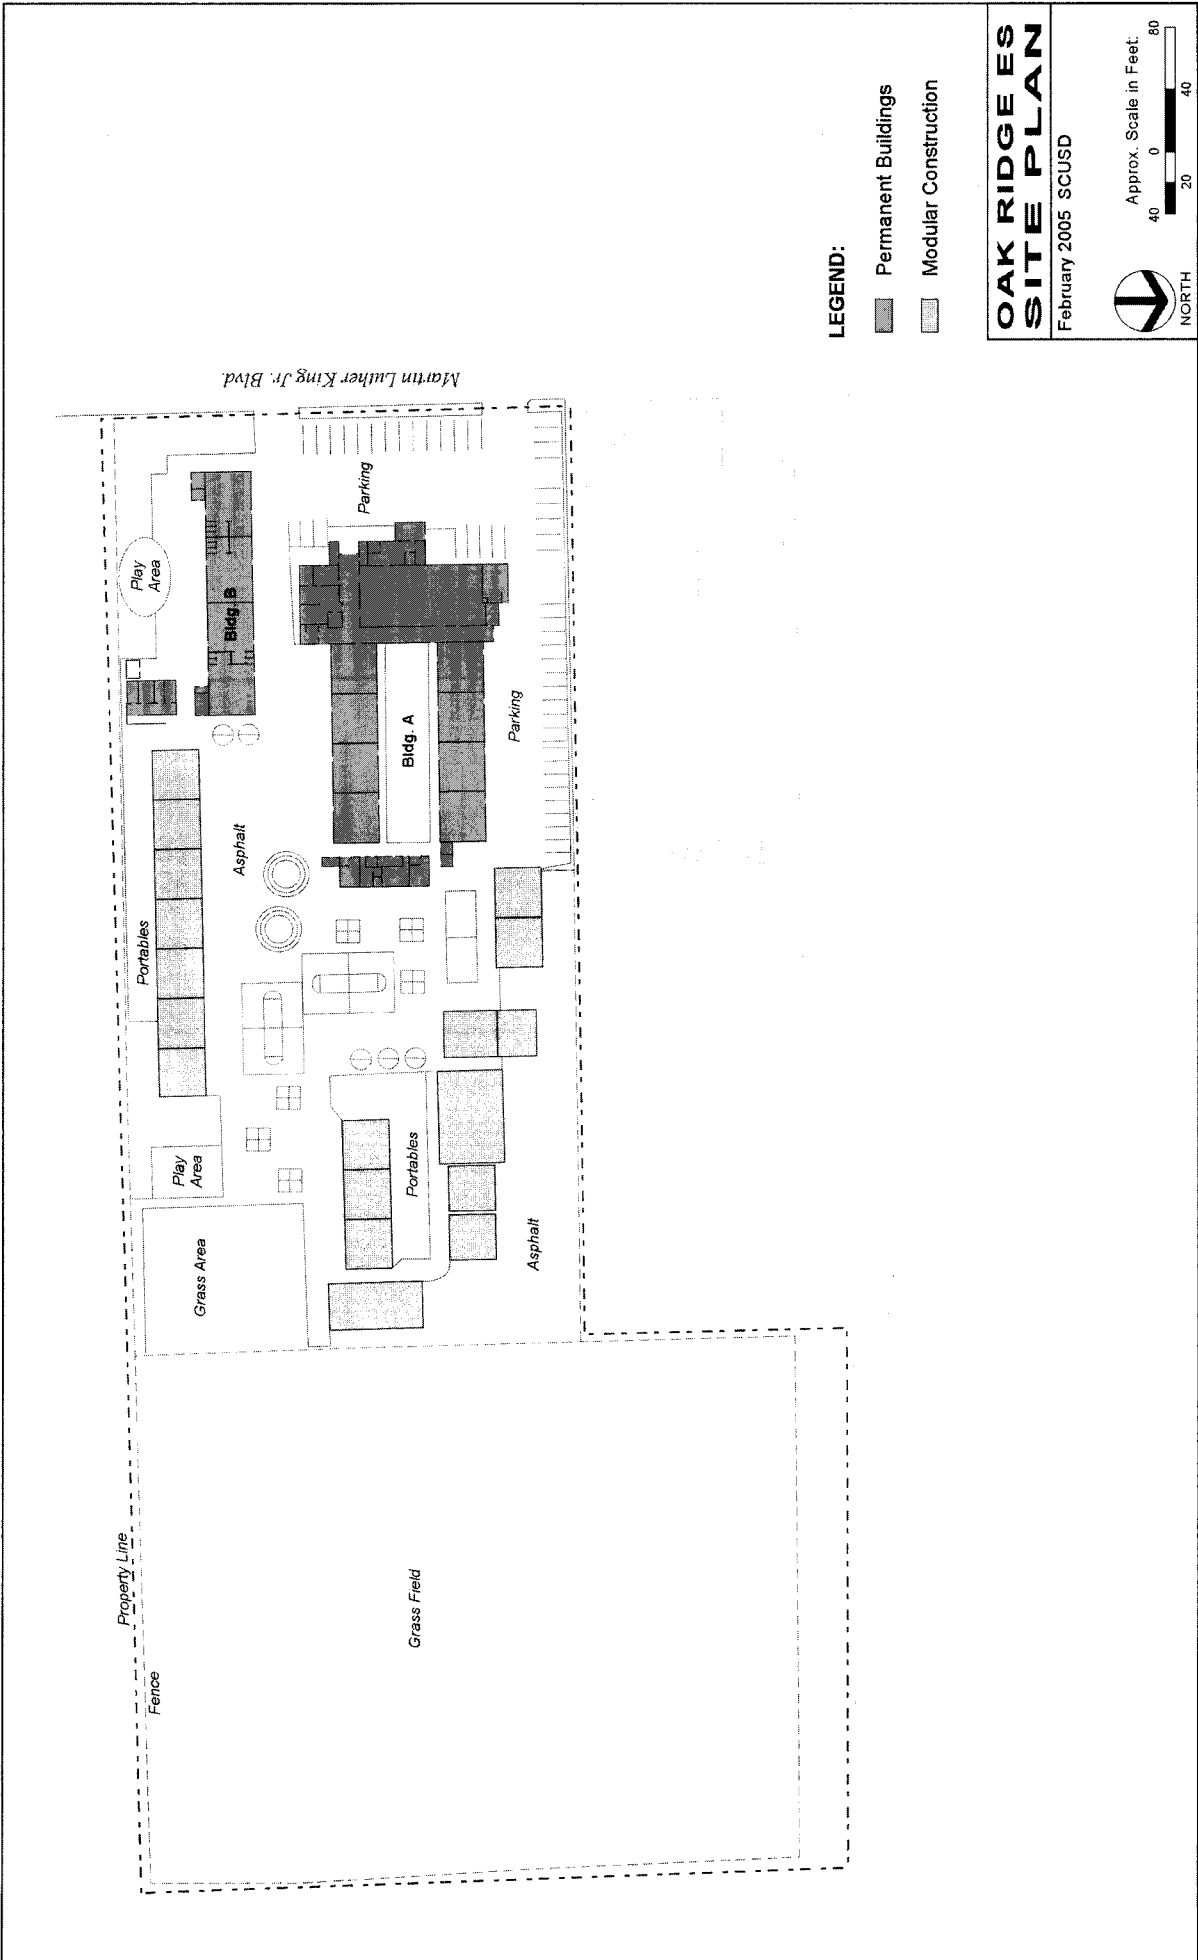 Property Line
Fence
Grass Field
Grass Area
Play
Area
Portables
Asphalt
Portables
Asphalt
Play
Area
Bldg. B
Bldg. A
Parking
Parking
Martin Luther King Jr. Blvd.
LEGEND:
Permanent Buildings
Modular Construction
OAK RIDGE ES
SITE PLAN
February 2005 SCUSD
NORTH
Approx. Scale in Feet:
40 0 80
20 40